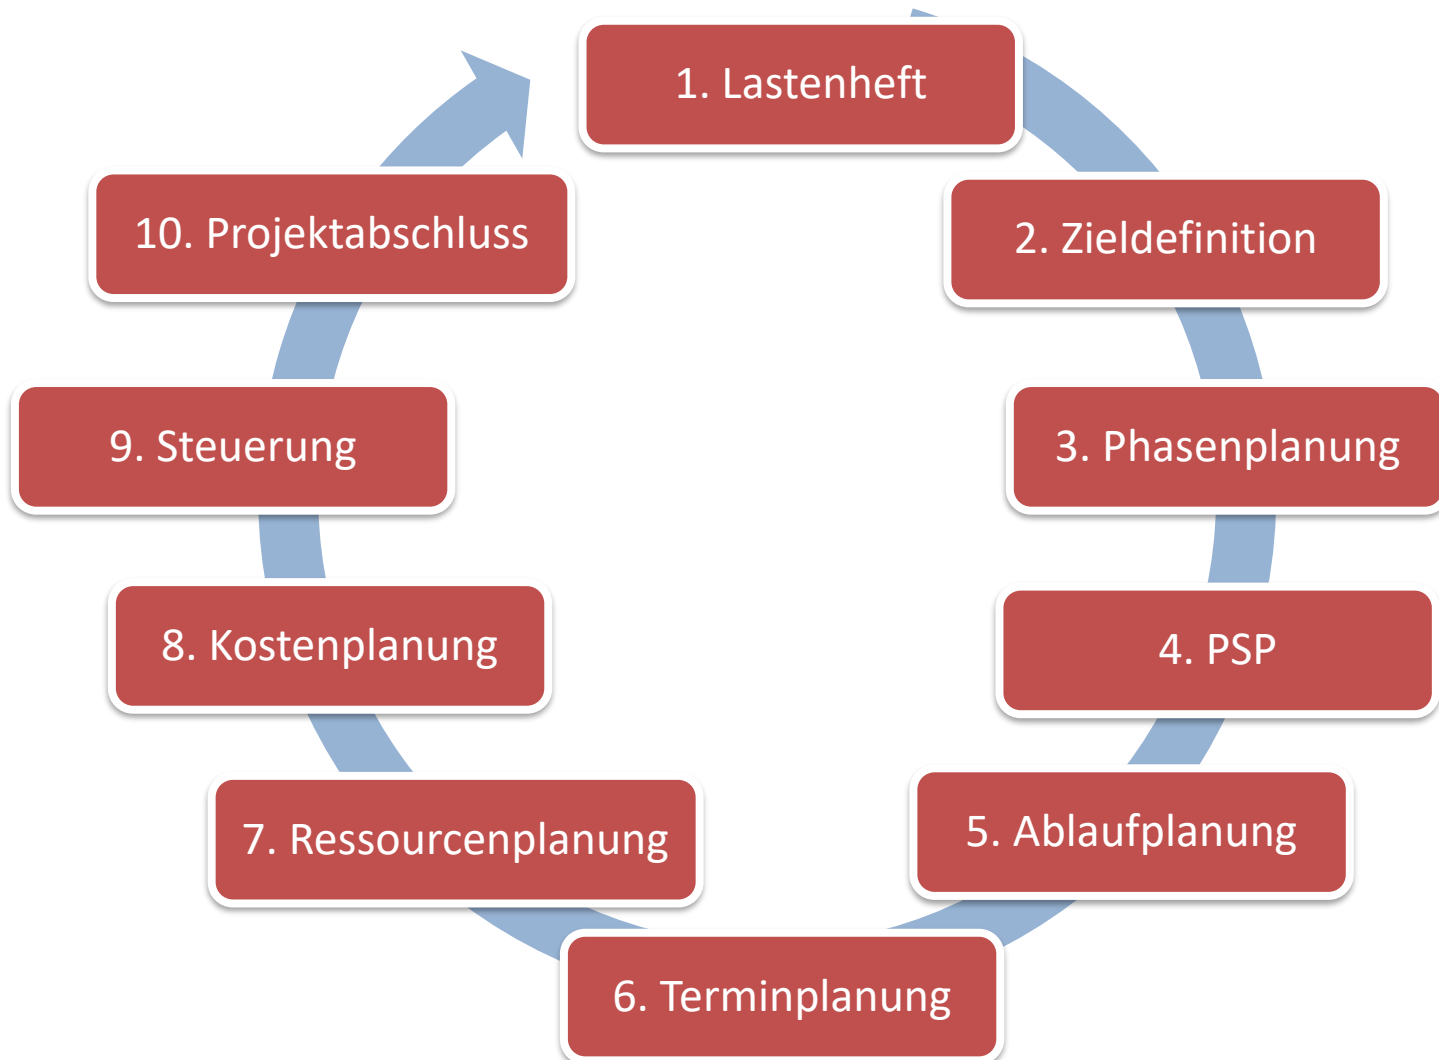 1. Lastenheft
2. Zieldefinition
3. Phasenplanung
4. PSP
5. Ablaufplanung
6. Terminplanung
7. Ressourcenplanung
8. Kostenplanung
9. Steuerung
10. Projektabschluss